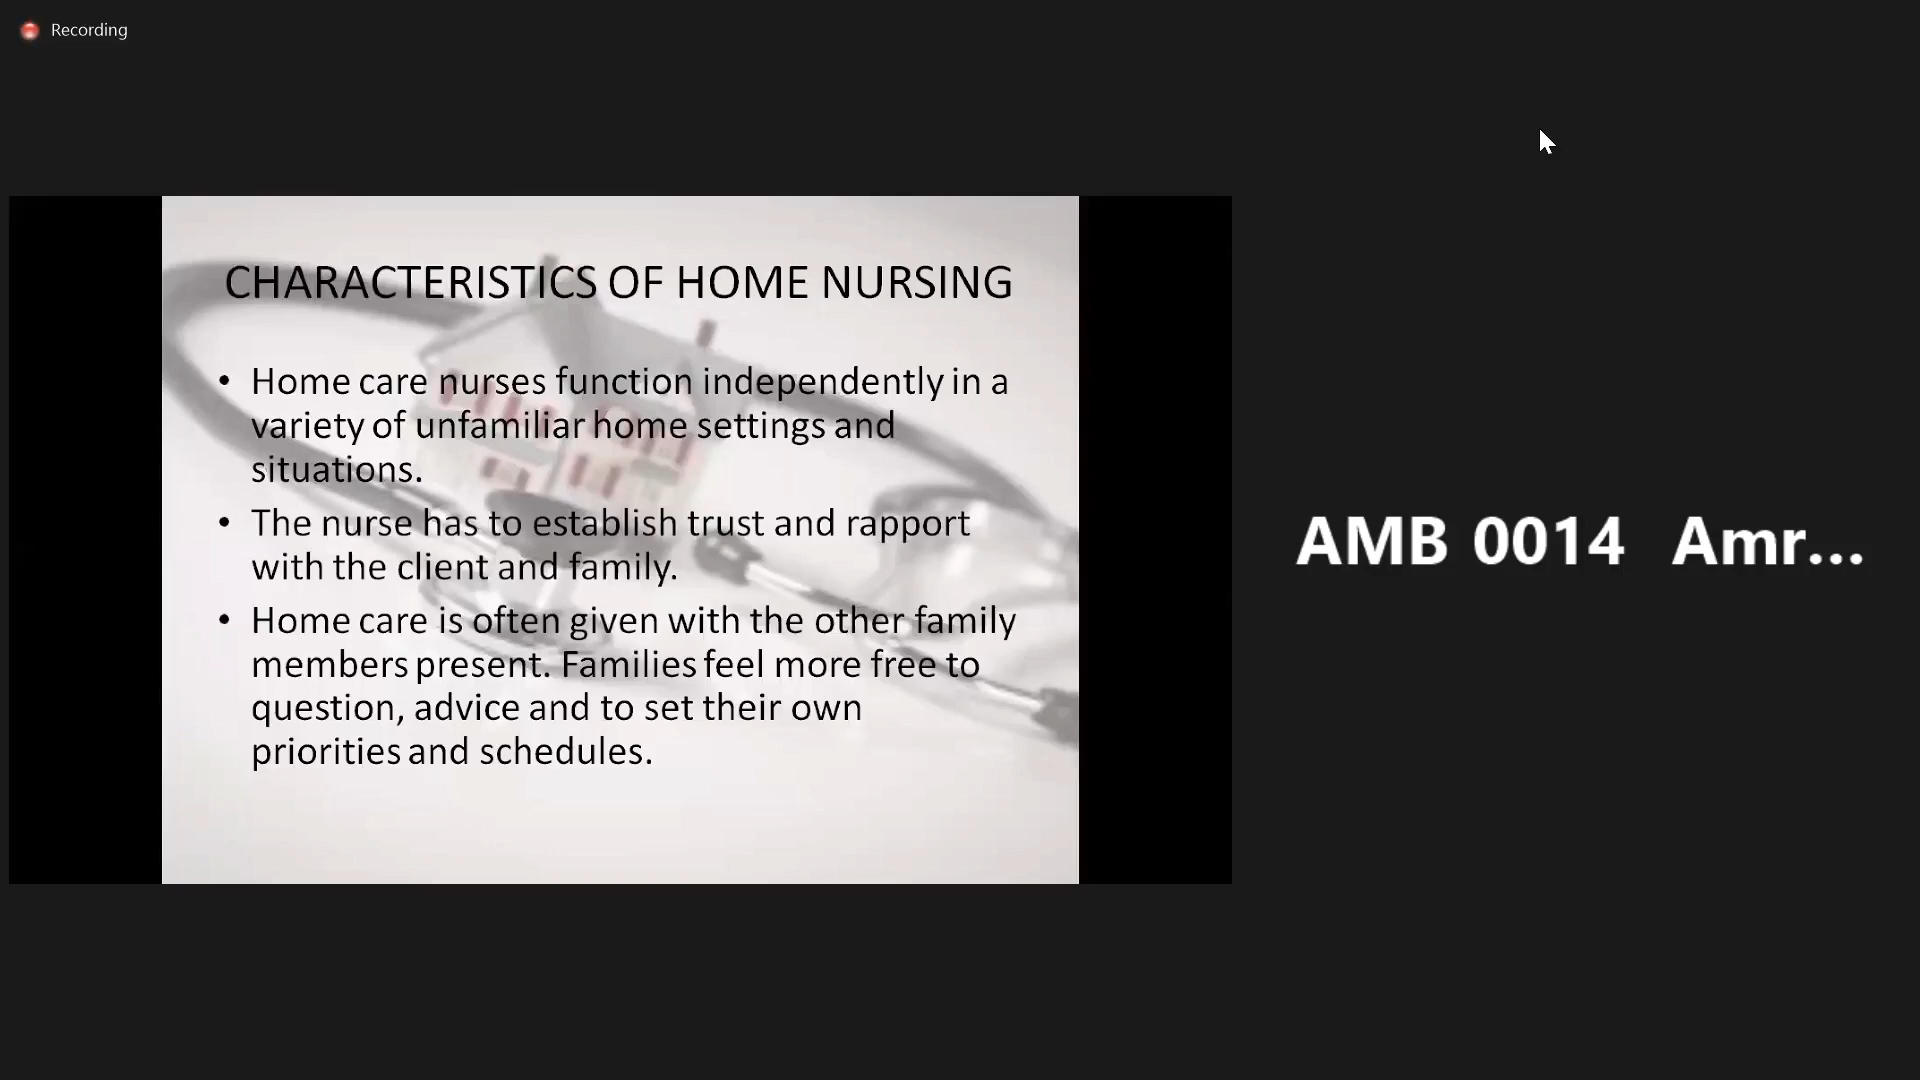 Recording
CHARACTERISTICS OF HOME NURSING
• Home care nurses function independently in a
variety of unfamiliar home settings and
situations.
• The nurse has to establish trust and rapport
with the client and family.
• Home care is often given with the other family
members present. Families feel more free to
question, advice and to set their own
priorities and schedules.
AMB 0014 Amr...